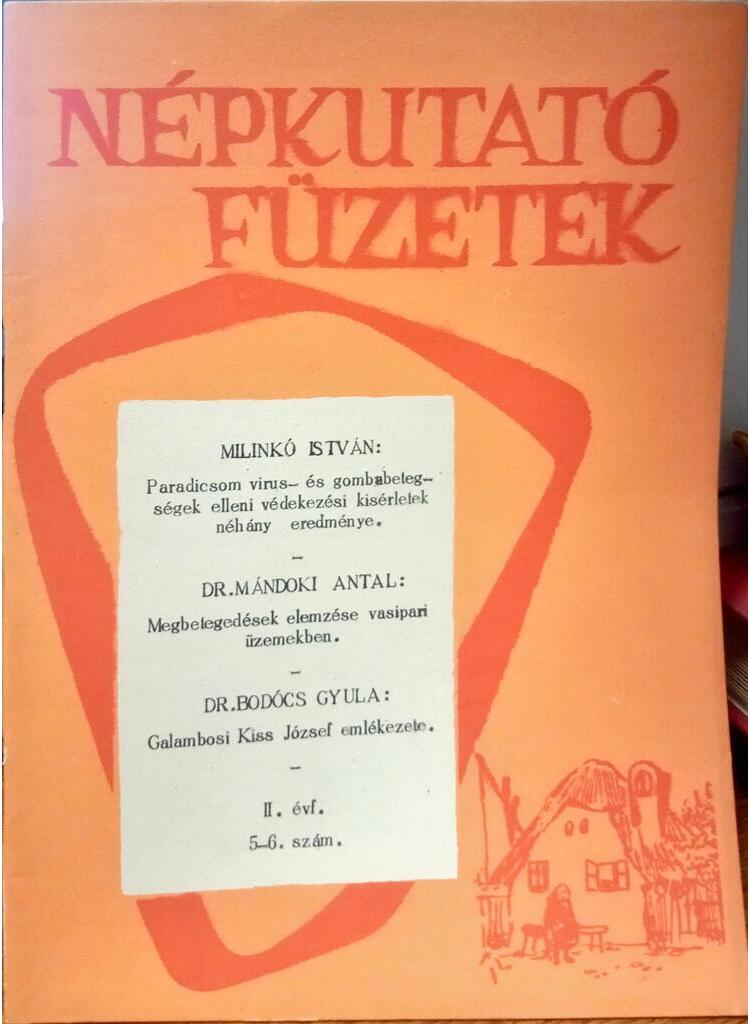 NÉPKUTATÓ
FÜZETEK
MILINKÓ ISTVÁN:
Paradicsom virus- és gombabeteg-
ségek elleni védekezési kisérletek
néhány eredménye.
-
DR.MÁNDOKI ANTAL:
Megbetegedések elemzése vasipari
üzemekben.
-
DR.BODÓCS GYULA:
Galambosi Kiss József emlékezete.
-
II. évf.
5-6. szám.